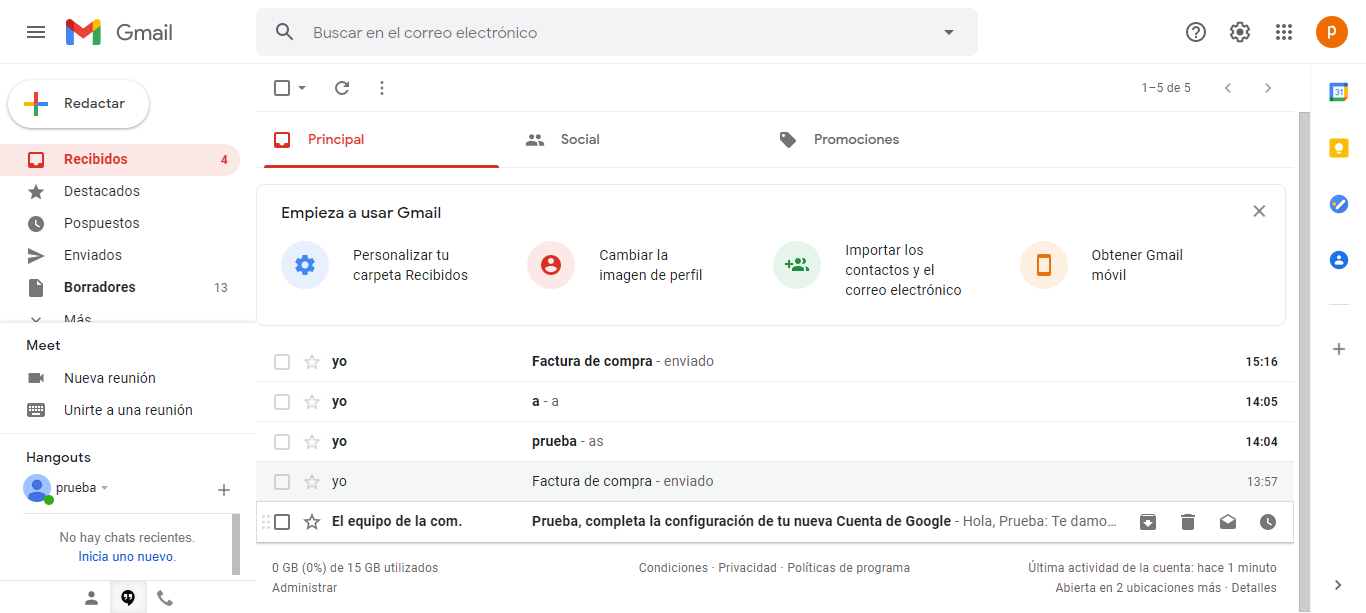 Gmail
Buscar en el correo electrónico
p
Redactar
1–5 de 5
31
Recibidos 4
Destacados
Pospuestos
Enviados
Borradores 13
Más
Principal
Social
Promociones
Empieza a usar Gmail
Personalizar tu
carpeta Recibidos
Cambiar la
imagen de perfil
Importar los
contactos y el
correo electrónico
Obtener Gmail
móvil
Meet
Nueva reunión
Unirte a una reunión
Hangouts
prueba
No hay chats recientes.
Inicia uno nuevo.
yo Factura de compra - enviado 15:16
yo a - a 14:05
yo prueba - as 14:04
yo Factura de compra - enviado 13:57
El equipo de la com. Prueba, completa la configuración de tu nueva Cuenta de Google - Hola, Prueba: Te damo…
0 GB (0%) de 15 GB utilizados
Administrar
Condiciones · Privacidad · Políticas de programa
Última actividad de la cuenta: hace 1 minuto
Abierta en 2 ubicaciones más · Detalles